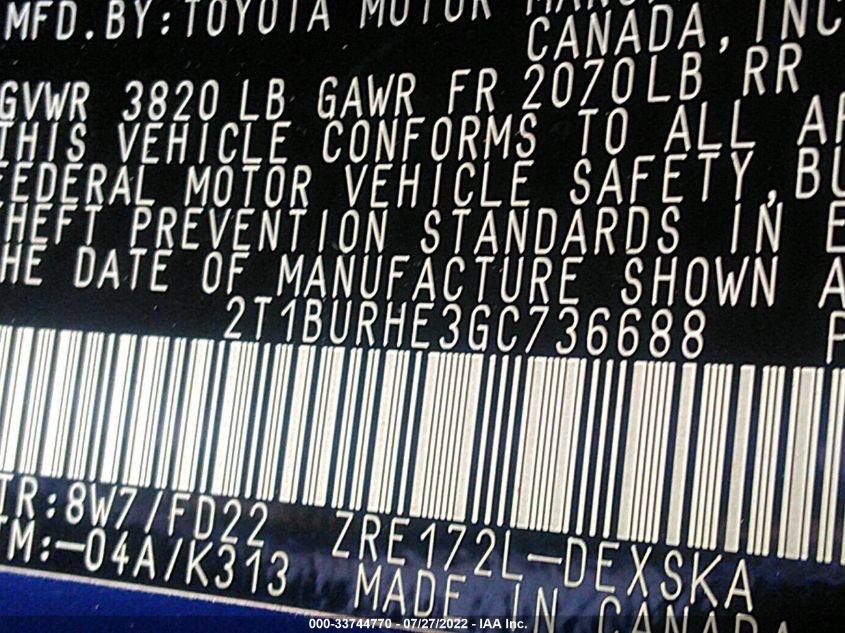 MFD.BY:TOYOTA MOTOR
CANADA, INC
GVWR 3820 LB GAWR FR 2070LB RR
THIS VEHICLE CONFORMS TO ALL
FEDERAL MOTOR VEHICLE SAFETY,
THEFT PREVENTION STANDARDS IN
THE DATE OF MANUFACTURE SHOWN
2T1BURHE3GC736688 P
TR:8W7/FD22 ZRE172L-DEXSKA
TM:-04A/K313 MADE IN CANADA
000-33744770 - 07/27/2022 - IAA Inc.